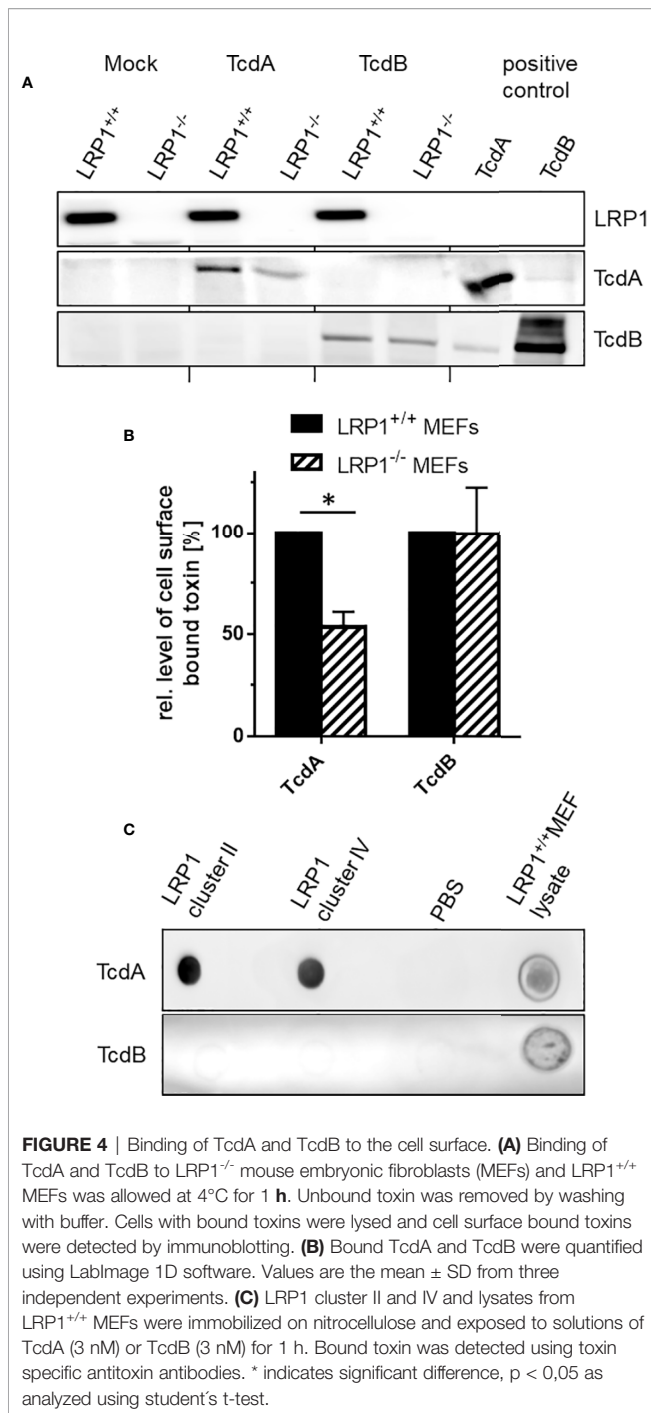 A
Mock TcdA TcdB positive control
LRP1+/+ LRP1-/- LRP1+/+ LRP1-/- LRP1+/+ LRP1-/- TcdA TcdB
LRP1
TcdA
TcdB
B
LRP1+/+ MEFs
LRP1-/- MEFs
rel. level of cell surface
bound toxin [%]
100
50
0
*
TcdA TcdB
C
LRP1 cluster II
LRP1 cluster IV
PBS
LRP1+/+MEF lysate
TcdA
TcdB
FIGURE 4 | Binding of TcdA and TcdB to the cell surface. (A) Binding of
TcdA and TcdB to LRP1-/- mouse embryonic fibroblasts (MEFs) and LRP1+/+
MEFs was allowed at 4°C for 1 h. Unbound toxin was removed by washing
with buffer. Cells with bound toxins were lysed and cell surface bound toxins
were detected by immunoblotting. (B) Bound TcdA and TcdB were quantified
using LabImage 1D software. Values are the mean ± SD from three
independent experiments. (C) LRP1 cluster II and IV and lysates from
LRP1+/+ MEFs were immobilized on nitrocellulose and exposed to solutions of
TcdA (3 nM) or TcdB (3 nM) for 1 h. Bound toxin was detected using toxin
specific antitoxin antibodies. * indicates significant difference, p < 0,05 as
analyzed using student´s t-test.